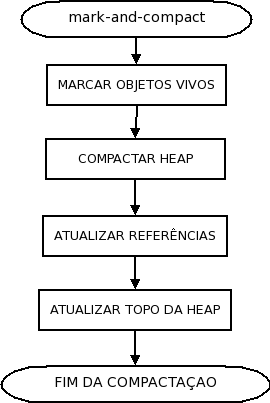 mark-and-compact
MARCAR OBJETOS VIVOS
COMPACTAR HEAP
ATUALIZAR REFERÊNCIAS
ATUALIZAR TOPO DA HEAP
FIM DA COMPACTAÇAO